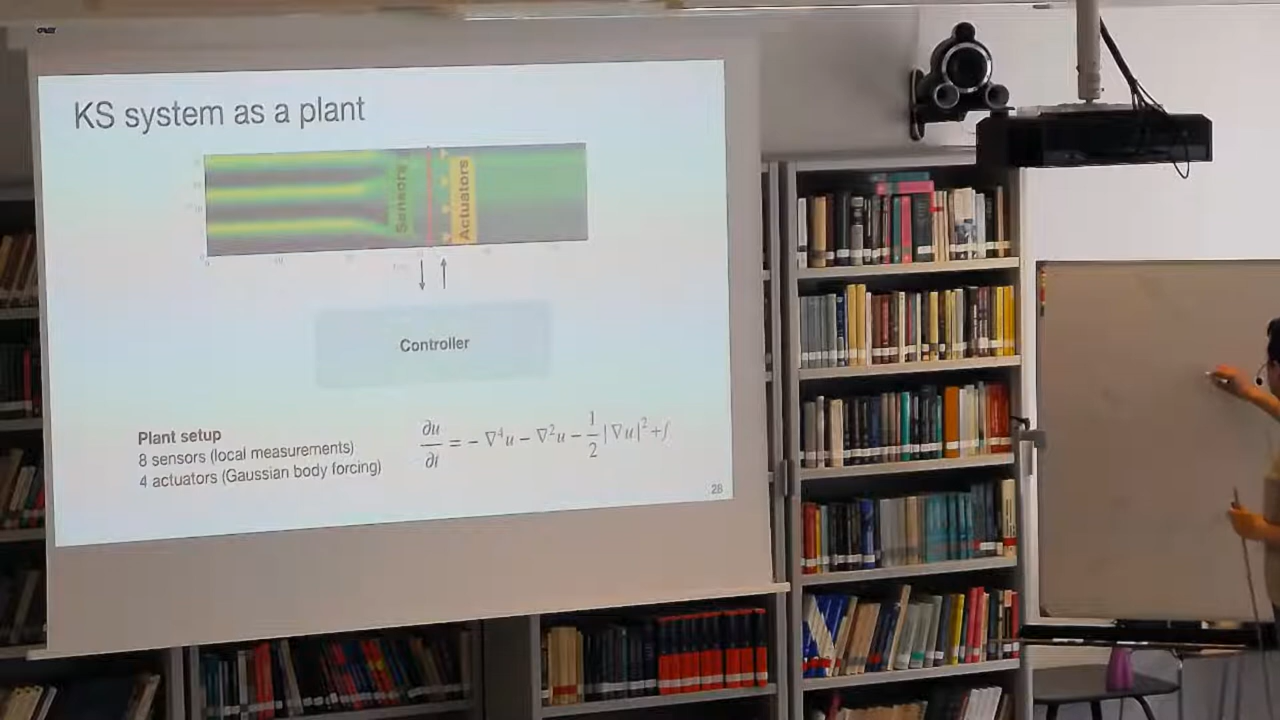 KS system as a plant
Sensors
Actuators
Controller
Plant setup
8 sensors (local measurements)
4 actuators (Gaussian body forcing)
∂u/∂t = − ∇⁴u − ∇²u − 1/2 |∇u|² + f
28